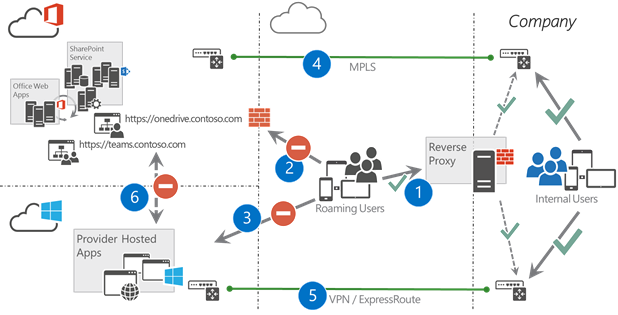 Company
SharePoint
Service
Office Web
Apps
4
MPLS
https://onedrive.contoso.com
https://teams.contoso.com
2
Reverse
Proxy
1
6
3
Roaming Users
Internal Users
Provider Hosted
Apps
5
VPN / ExpressRoute